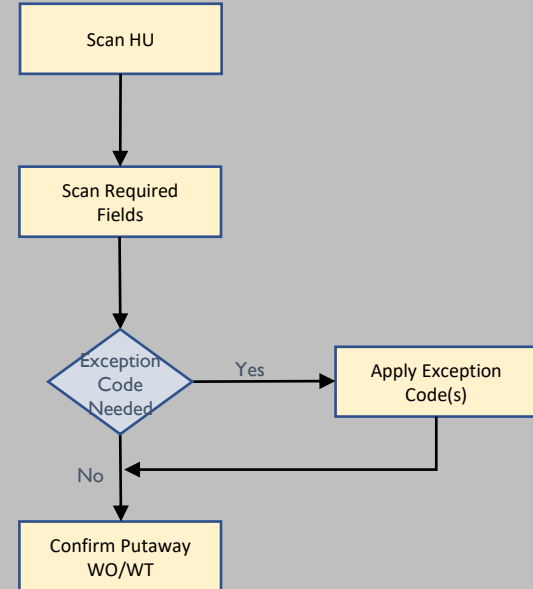 Scan HU
Scan Required
Fields
Exception
Code
Needed
Yes
Apply Exception
Code(s)
No
Confirm Putaway
WO/WT